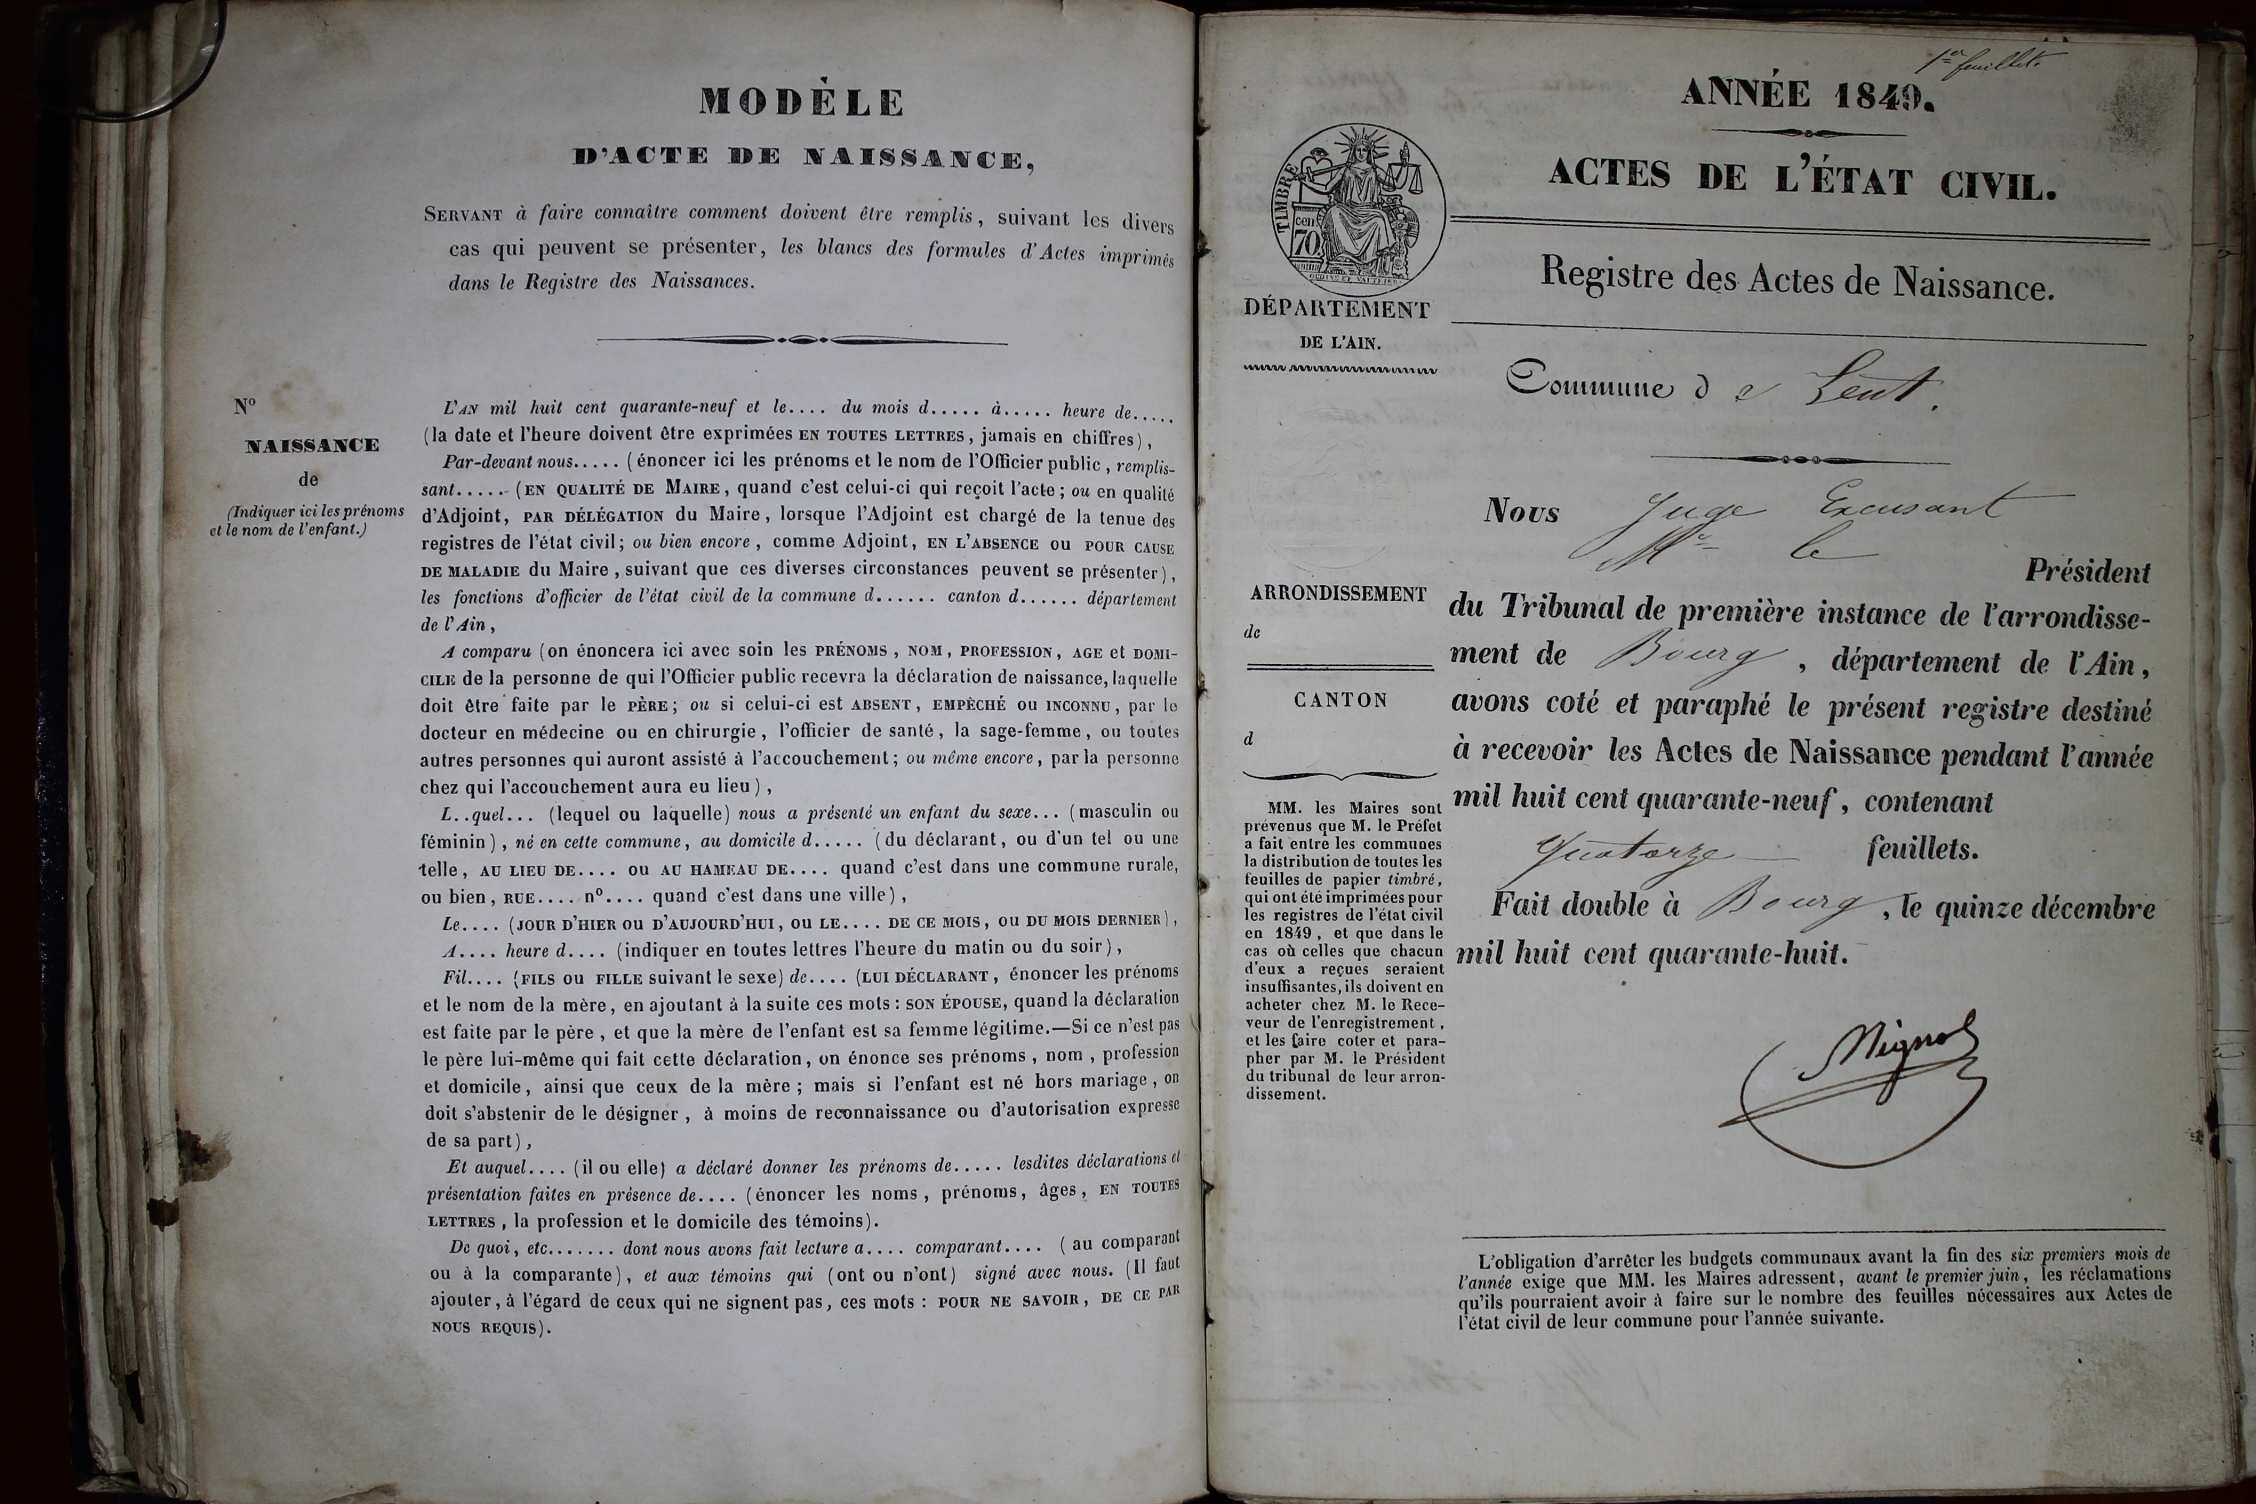 MODÈLE
D'ACTE DE NAISSANCE,
SERVANT à faire connaître comment doivent être remplis, suivant les divers
cas qui peuvent se présenter, les blancs des formules d'Actes imprimés
dans le Registre des Naissances.
No
NAISSANCE
de
(Indiquer ici les prénoms
et le nom de l'enfant.)
L'AN mil huit cent quarante-neuf et le.... du mois d..... à..... heure de.....
(la date et l'heure doivent être exprimées EN TOUTES LETTRES, jamais en chiffres),
Par-devant nous..... (énoncer ici les prénoms et le nom de l'Officier public, remplis-
sant..... (EN QUALITÉ DE MAIRE, quand c'est celui-ci qui reçoit l'acte; ou en qualité
d'Adjoint, PAR DÉLÉGATION du Maire, lorsque l'Adjoint est chargé de la tenue des
registres de l'état civil; ou bien encore, comme Adjoint, EN L'ABSENCE OU POUR CAUSE
DE MALADIE du Maire, suivant que ces diverses circonstances peuvent se présenter),
les fonctions d'officier de l'état civil de la commune d...... canton d...... département
de l'Ain,
A comparu (on énoncera ici avec soin les PRÉNOMS, NOM, PROFESSION, AGE et DOMI-
CILE de la personne de qui l'Officier public recevra la déclaration de naissance, laquelle
doit être faite par le PÈRE; ou si celui-ci est ABSENT, EMPÊCHÉ OU INCONNU, par le
docteur en médecine ou en chirurgie, l'officier de santé, la sage-femme, ou toutes
autres personnes qui auront assisté à l'accouchement; ou même encore, par la personne
chez qui l'accouchement aura eu lieu),
L..quel... (lequel ou laquelle) nous a présenté un enfant du sexe... (masculin ou
féminin), né en cette commune, au domicile d..... (du déclarant, ou d'un tel ou une
telle, AU LIEU DE.... OU AU HAMEAU DE.... quand c'est dans une commune rurale,
ou bien, RUE.... no.... quand c'est dans une ville),
Le.... (JOUR D'HIER OU D'AUJOURD'HUI, OU LE.... DE CE MOIS, OU DU MOIS DERNIER),
A.... heure d.... (indiquer en toutes lettres l'heure du matin ou du soir),
Fil.... (FILS OU FILLE suivant le sexe) de.... (LUI DÉCLARANT, énoncer les prénoms
et le nom de la mère, en ajoutant à la suite ces mots: SON ÉPOUSE, quand la déclaration
est faite par le père, et que la mère de l'enfant est sa femme légitime.—Si ce n'est pas
le père lui-même qui fait cette déclaration, on énonce ses prénoms, nom, profession
et domicile, ainsi que ceux de la mère; mais si l'enfant est né hors mariage, on
doit s'abstenir de le désigner, à moins de reconnaissance ou d'autorisation expresse
de sa part),
Et auquel.... (il ou elle) a déclaré donner les prénoms de..... lesdites déclarations et
présentation faites en présence de.... (énoncer les noms, prénoms, âges, EN TOUTES
LETTRES, la profession et le domicile des témoins).
De quoi, etc....... dont nous avons fait lecture a.... comparant.... (au comparant
ou à la comparante), et aux témoins qui (ont ou n'ont) signé avec nous. (Il faut
ajouter, à l'égard de ceux qui ne signent pas, ces mots: POUR NE SAVOIR, DE CE PAR
NOUS REQUIS).
1er feuillet.
ANNÉE 1849.
ACTES DE L'ÉTAT CIVIL.
TIMBRE
cen
70
DÉPARTEMENT
DE L'AIN.
Registre des Actes de Naissance.
Commune de Lent.
Nous Juge Excusant
Mr le
Président
du Tribunal de première instance de l'arrondisse-
ment de Bourg, département de l'Ain,
avons coté et paraphé le présent registre destiné
à recevoir les Actes de Naissance pendant l'année
mil huit cent quarante-neuf, contenant
Quatorze feuillets.
Fait double à Bourg, le quinze décembre
mil huit cent quarante-huit.
ARRONDISSEMENT
de
CANTON
d
MM. les Maires sont
prévenus que M. le Préfet
a fait entre les communes
la distribution de toutes les
feuilles de papier timbré,
qui ont été imprimées pour
les registres de l'état civil
en 1849, et que dans le
cas où celles que chacun
d'eux a reçues seraient
insuffisantes, ils doivent en
acheter chez M. le Rece-
veur de l'enregistrement,
et les faire coter et para-
pher par M. le Président
du tribunal de leur arron-
dissement.
L'obligation d'arrêter les budgets communaux avant la fin des six premiers mois de
l'année exige que MM. les Maires adressent, avant le premier juin, les réclamations
qu'ils pourraient avoir à faire sur le nombre des feuilles nécessaires aux Actes de
l'état civil de leur commune pour l'année suivante.